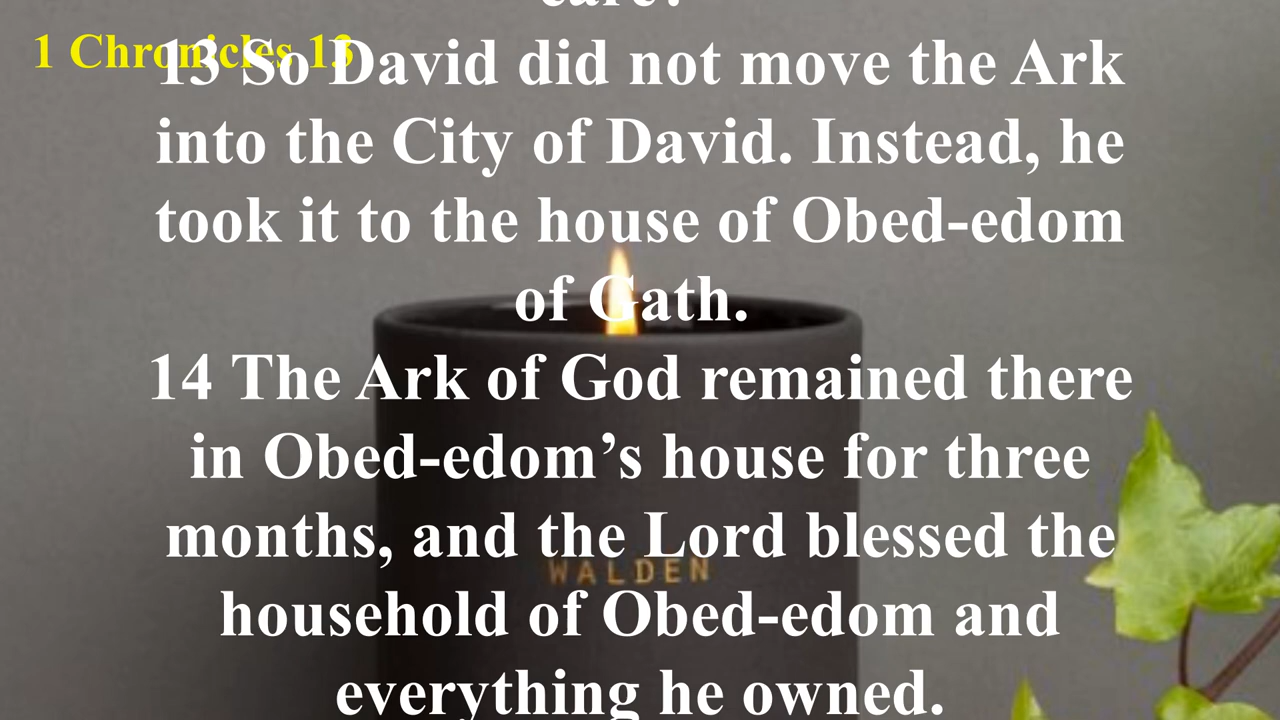 care?”
1 Chronicles 13
13 So David did not move the Ark
into the City of David. Instead, he
took it to the house of Obed-edom
of Gath.
14 The Ark of God remained there
in Obed-edom’s house for three
months, and the Lord blessed the
WALDEN
household of Obed-edom and
everything he owned.